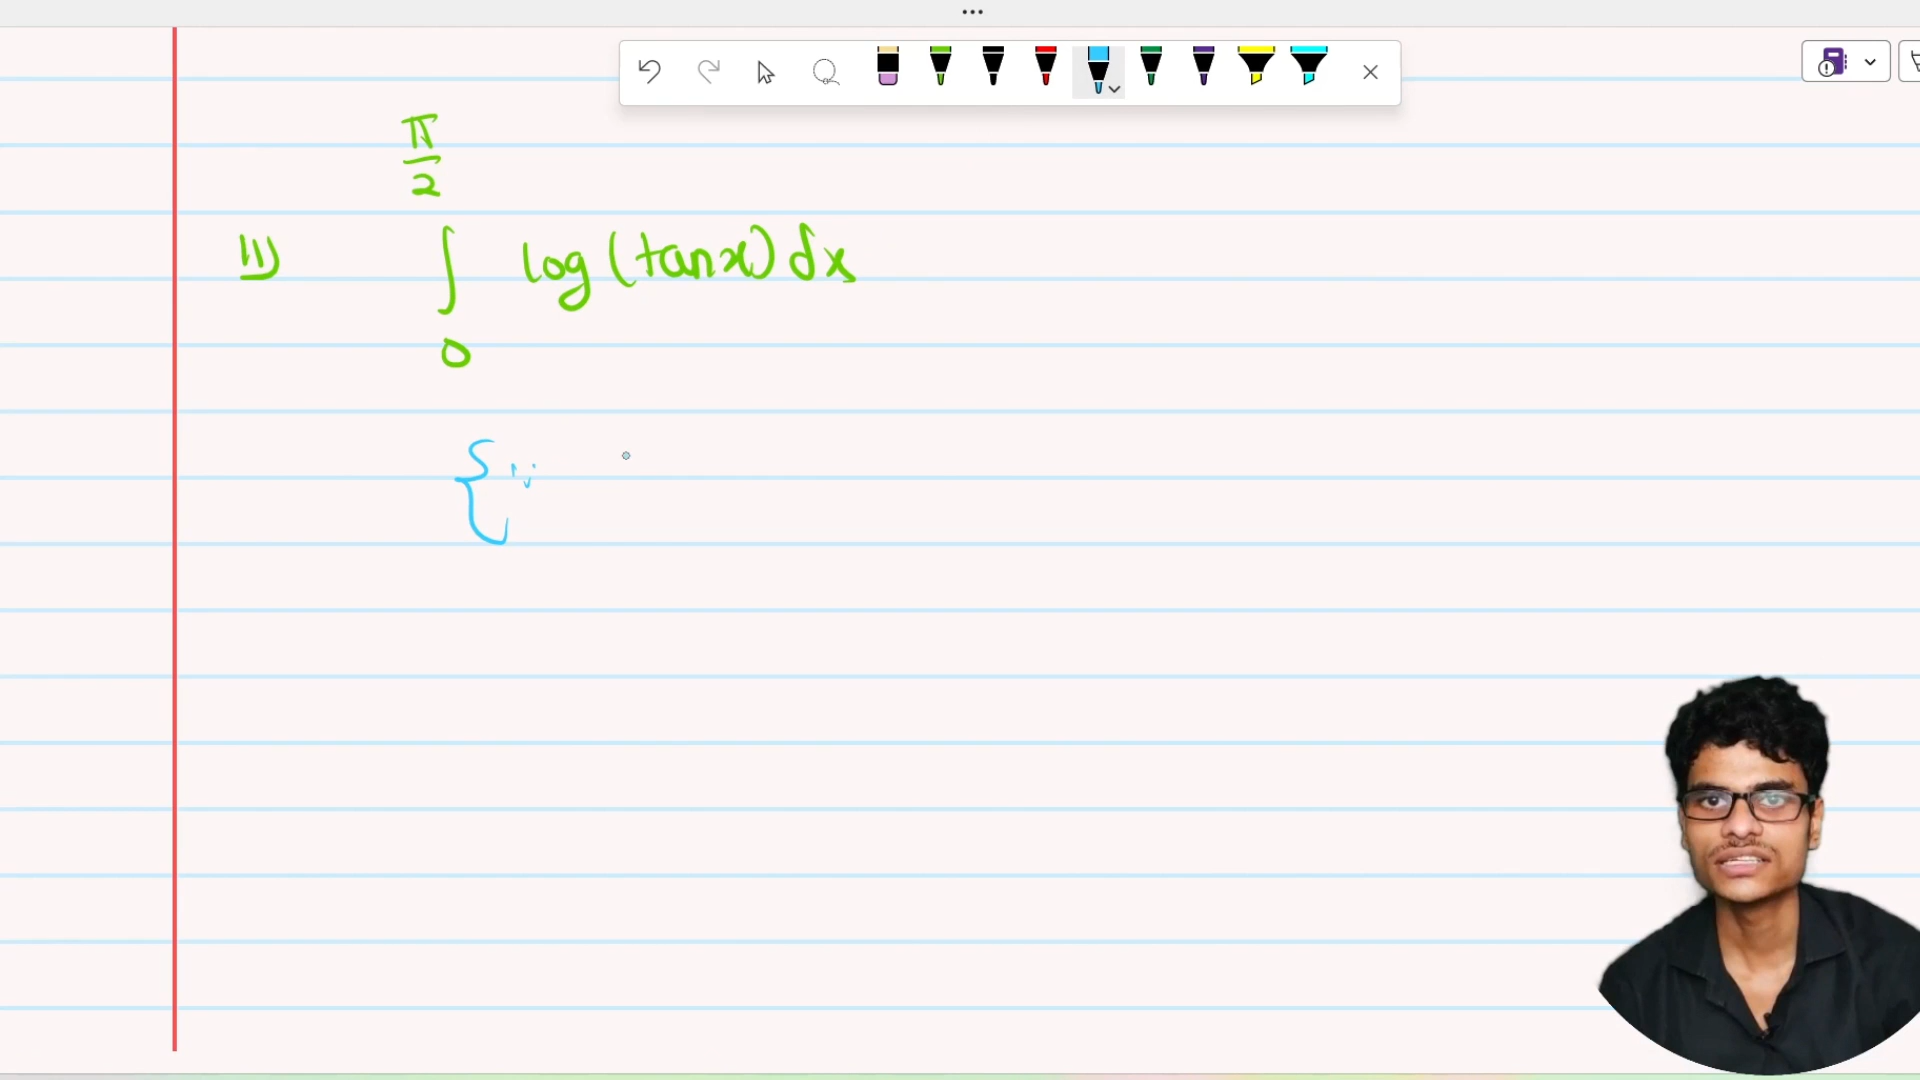 π/2
iii) ∫ log (tanx) dx
0
{